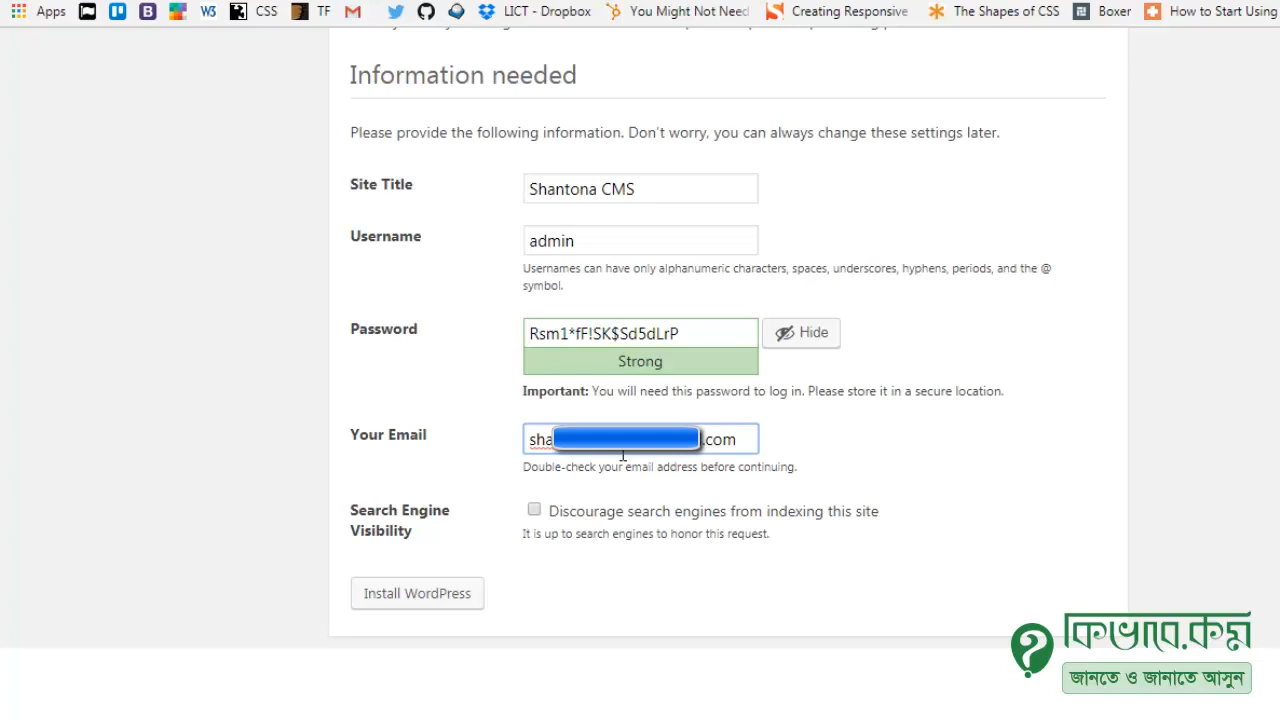 Apps CSS TF LICT - Dropbox You Might Not Need Creating Responsive The Shapes of CSS Boxer How to Start Using
Information needed
Please provide the following information. Don't worry, you can always change these settings later.
Site Title
Shantona CMS
Username
admin
Usernames can have only alphanumeric characters, spaces, underscores, hyphens, periods, and the @
symbol.
Password
Rsm1*fF!SK$Sd5dLrP
Hide
Strong
Important: You will need this password to log in. Please store it in a secure location.
Your Email
sha .com
Double-check your email address before continuing.
Search Engine
Visibility
Discourage search engines from indexing this site
It is up to search engines to honor this request.
Install WordPress
কিভাবে.কম
জানতে ও জানাতে আসুন